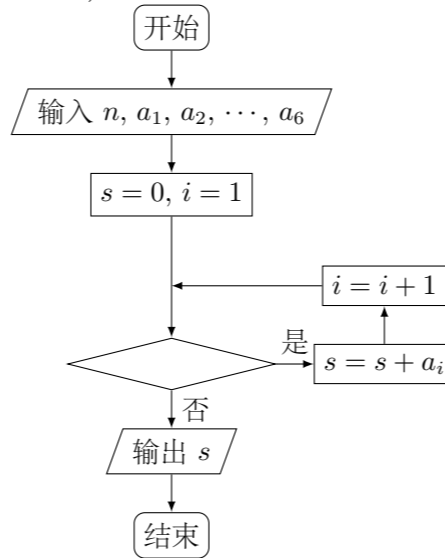 开始
输入 n, a₁, a₂, ⋯, a₆
s = 0, i = 1
i = i + 1
是
s = s + aᵢ
否
输出 s
结束